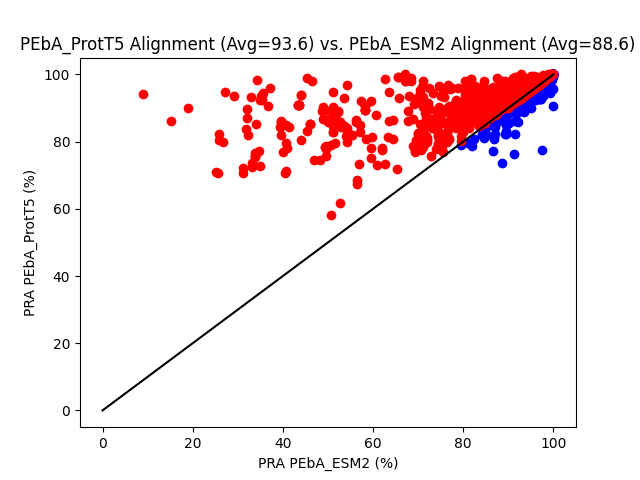 PEbA_ProtT5 Alignment (Avg=93.6) vs. PEbA_ESM2 Alignment (Avg=88.6)
100
80
60
40
20
0
PRA PEbA_ProtT5 (%)
0 20 40 60 80 100
PRA PEbA_ESM2 (%)